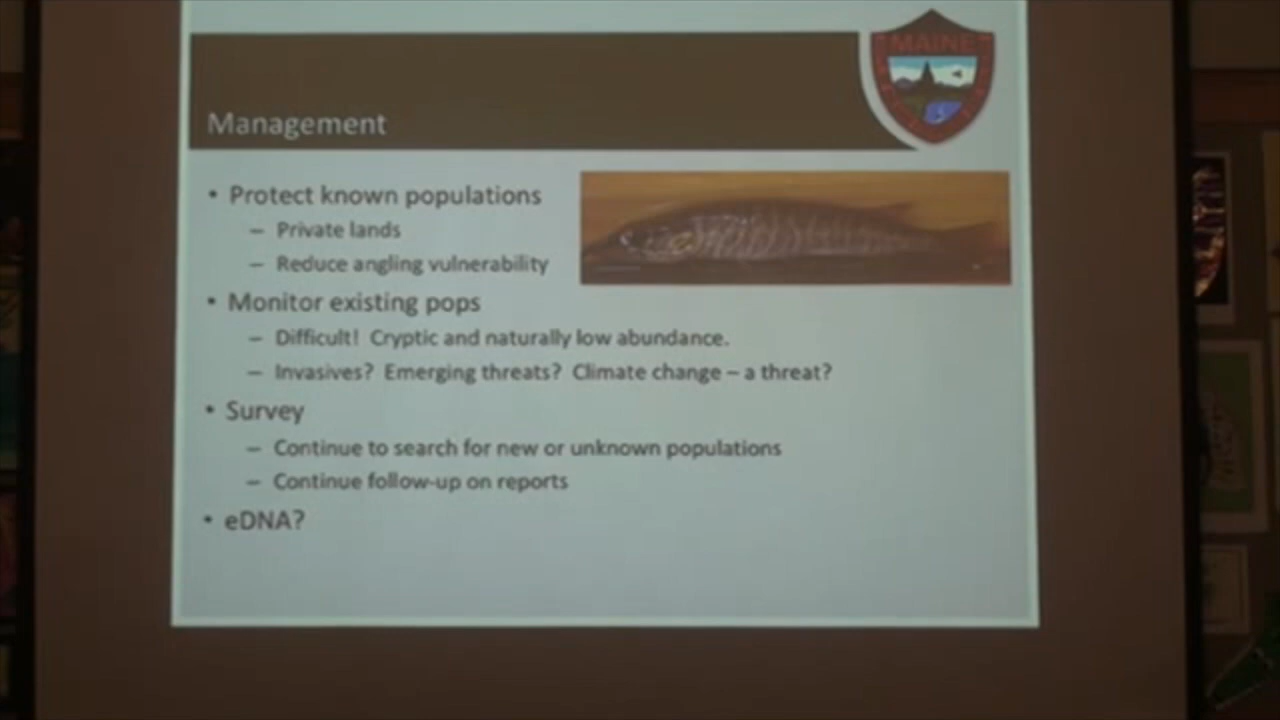 MAINE
Management
• Protect known populations
– Private lands
– Reduce angling vulnerability
• Monitor existing pops
– Difficult! Cryptic and naturally low abundance.
– Invasives? Emerging threats? Climate change – a threat?
• Survey
– Continue to search for new or unknown populations
– Continue follow-up on reports
• eDNA?